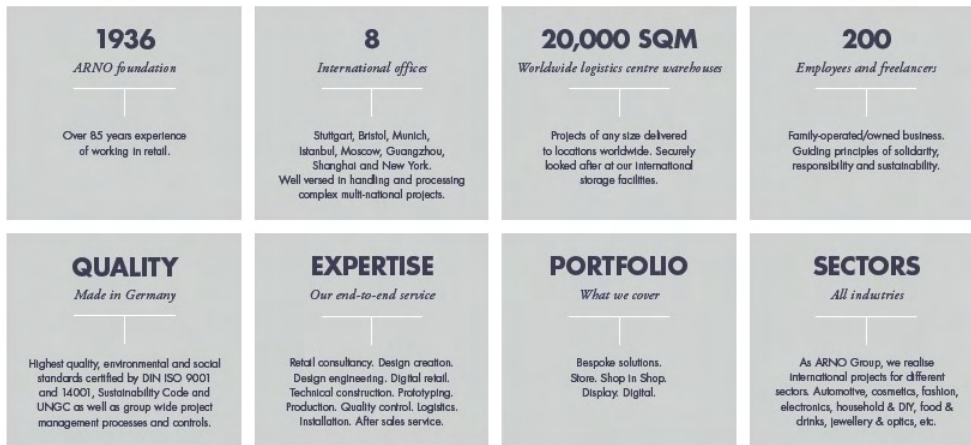 1936
ARNO foundation
Over 85 years experience
of working in retail.
8
International offices
Stuttgart, Bristol, Munich,
Istanbul, Moscow, Guangzhou,
Shanghai and New York.
Well versed in handling and processing
complex multi-national projects.
20,000 SQM
Worldwide logistics centre warehouses
Projects of any size delivered
to locations worldwide. Securely
looked after at our international
storage facilities.
200
Employees and freelancers
Family-operated/owned business.
Guiding principles of solidarity,
responsibility and sustainability.
QUALITY
Made in Germany
Highest quality, environmental and social
standards certified by DIN ISO 9001
and 14001, Sustainability Code and
UNGC as well as group wide project
management processes and controls.
EXPERTISE
Our end-to-end service
Retail consultancy. Design creation.
Design engineering. Digital retail.
Technical construction. Prototyping.
Production. Quality control. Logistics.
Installation. After sales service.
PORTFOLIO
What we cover
Bespoke solutions.
Store. Shop in Shop.
Display. Digital.
SECTORS
All industries
As ARNO Group, we realise
international projects for different
sectors. Automotive, cosmetics, fashion,
electronics, household & DIY, food &
drinks, jewellery & optics, etc.